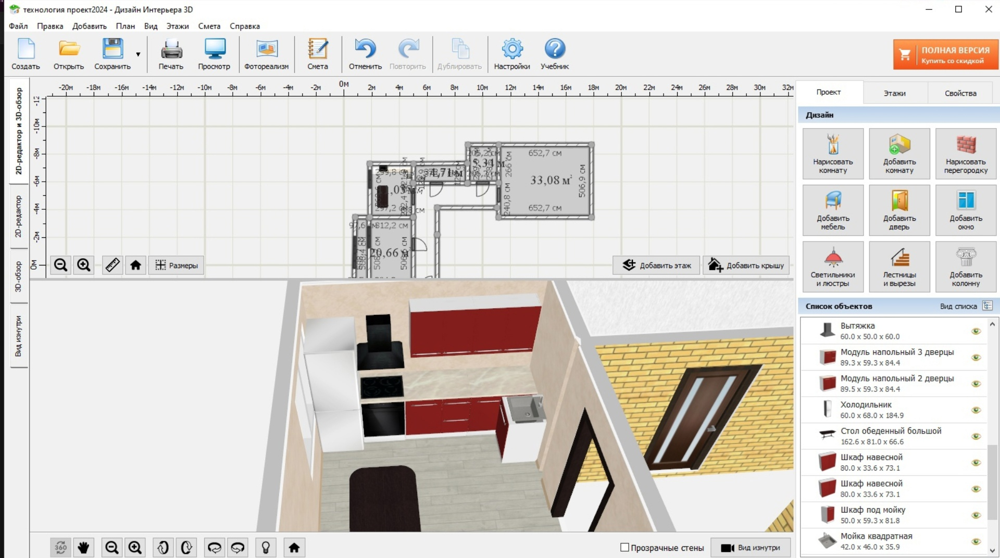 технология проект2024 - Дизайн Интерьера 3D
Файл Правка Добавить План Вид Этажи Смета Справка
Создать Открыть Сохранить Печать Просмотр Фотореализм Смета Отменить Повторить Дублировать Настройки Учебник
ПОЛНАЯ ВЕРСИЯ
Купить со скидкой
2D-редактор и 3D-обзор
2D-редактор
3D-обзор
Вид изнутри
-20м -18м -16м -14м -12м -10м -8м -6м -4м -2м 0м 2м 4м 6м 8м 10м 12м 14м 16м 18м 20м 22м 24м 26м 28м 30м 32м
-12
-10м
-8м
-6м
-4м
-2м
0м
652,7 см
266 см
33,08 м²
506,9 см
240,8 см
652,7 см
312,2 см
20,66 м²
Размеры
Добавить этаж
Добавить крышу
Проект Этажи Свойства
Дизайн
Нарисовать комнату
Добавить комнату
Нарисовать перегородку
Добавить мебель
Добавить дверь
Добавить окно
Светильники и люстры
Лестницы и вырезы
Добавить колонну
Список объектов Вид списка
Вытяжка
60.0 x 50.0 x 60.0
Модуль напольный 3 дверцы
89.3 x 59.3 x 84.4
Модуль напольный 2 дверцы
89.5 x 59.3 x 84.4
Холодильник
60.0 x 68.0 x 184.9
Стол обеденный большой
162.6 x 81.0 x 66.6
Шкаф навесной
80.0 x 33.6 x 73.1
Шкаф навесной
80.0 x 33.6 x 73.1
Шкаф под мойку
50.0 x 59.3 x 81.8
Мойка квадратная
42.0 x 46.0 x 35.9
360
Прозрачные стены
Вид изнутри